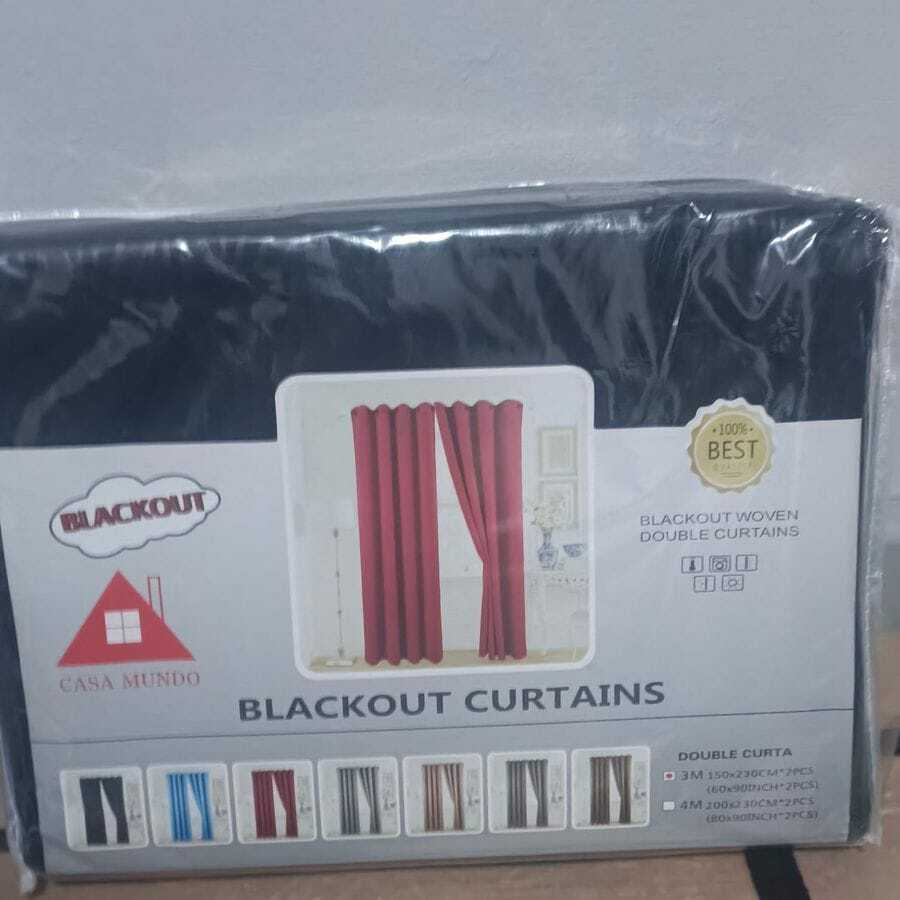 BLACKOUT
CASA MUNDO
100%
BEST
BLACKOUT WOVEN
DOUBLE CURTAINS
BLACKOUT CURTAINS
DOUBLE CURTA
3M 150x230CM*2PCS
(60x90INCH*2PCS)
4M 200x230CM*2PCS
(80x90INCH*2PCS)